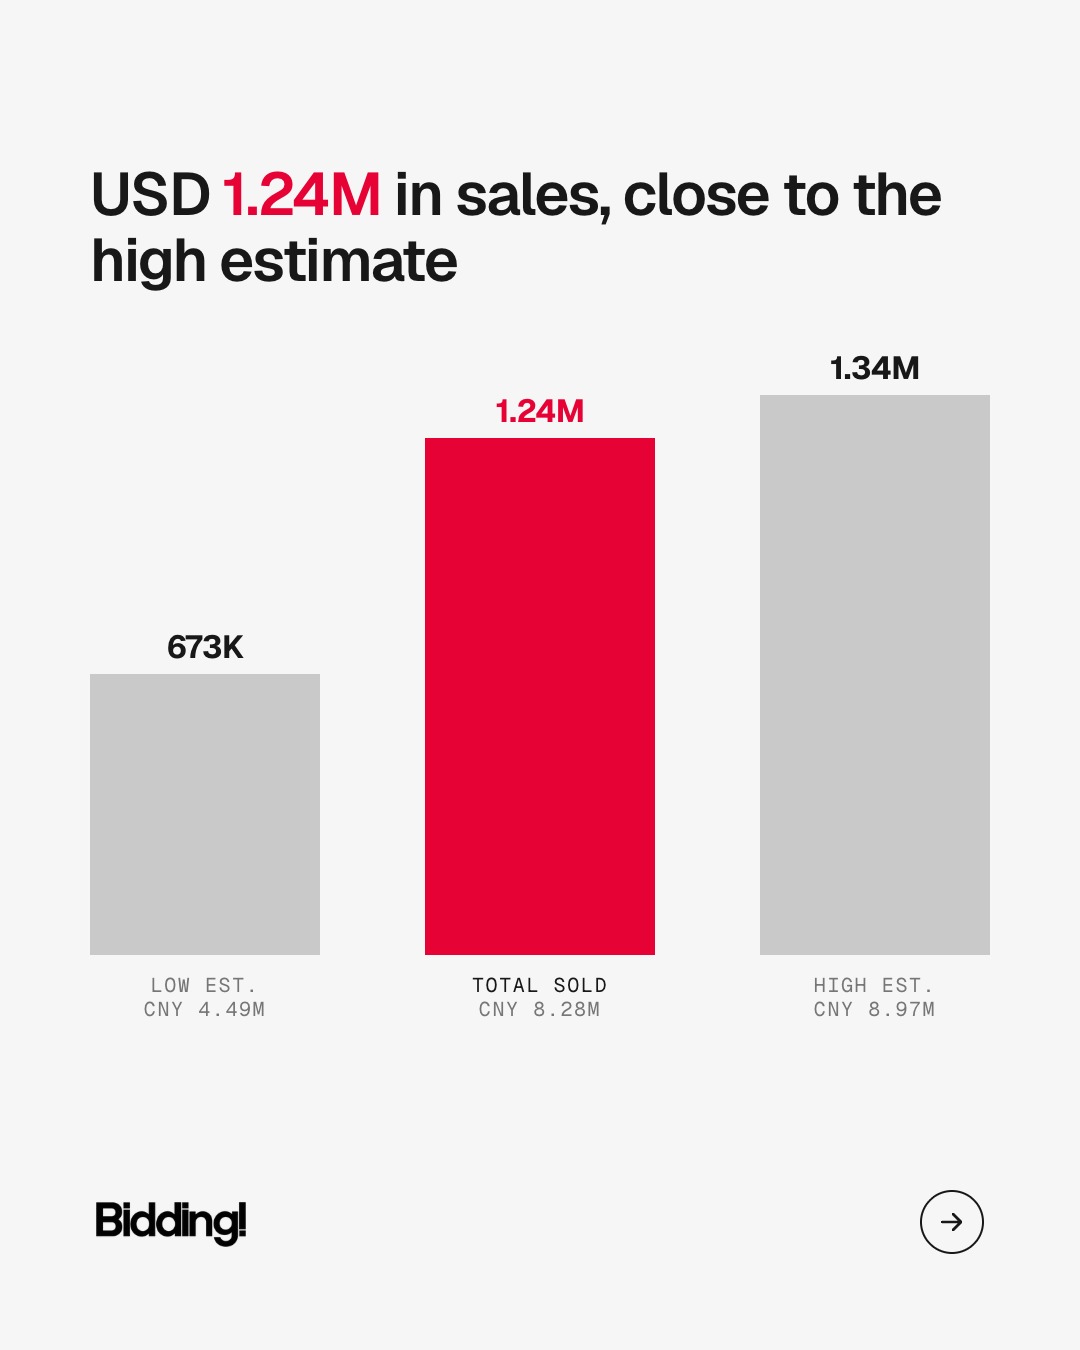 USD 1.24M in sales, close to the
high estimate
1.34M
1.24M
673K
LOW EST.
CNY 4.49M
TOTAL SOLD
CNY 8.28M
HIGH EST.
CNY 8.97M
Bidding!